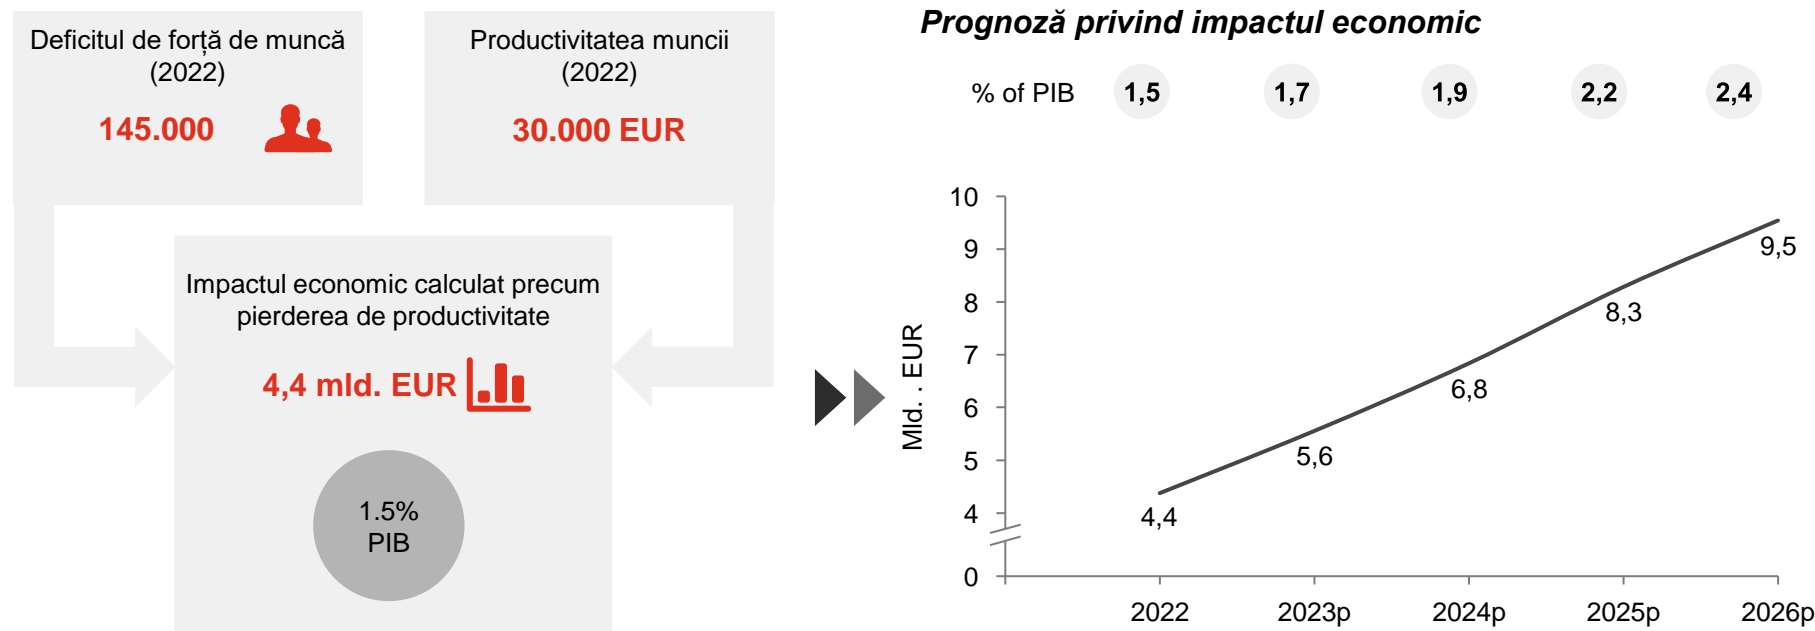 Deficitul de forță de muncă
(2022)
145.000
Productivitatea muncii
(2022)
30.000 EUR
Impactul economic calculat precum
pierderea de productivitate
4,4 mld. EUR
1.5%
PIB
Prognoză privind impactul economic
% of PIB 1,5 1,7 1,9 2,2 2,4
Mld. . EUR
10
9
8
7
6
5
4
0
4,4
5,6
6,8
8,3
9,5
2022 2023p 2024p 2025p 2026p